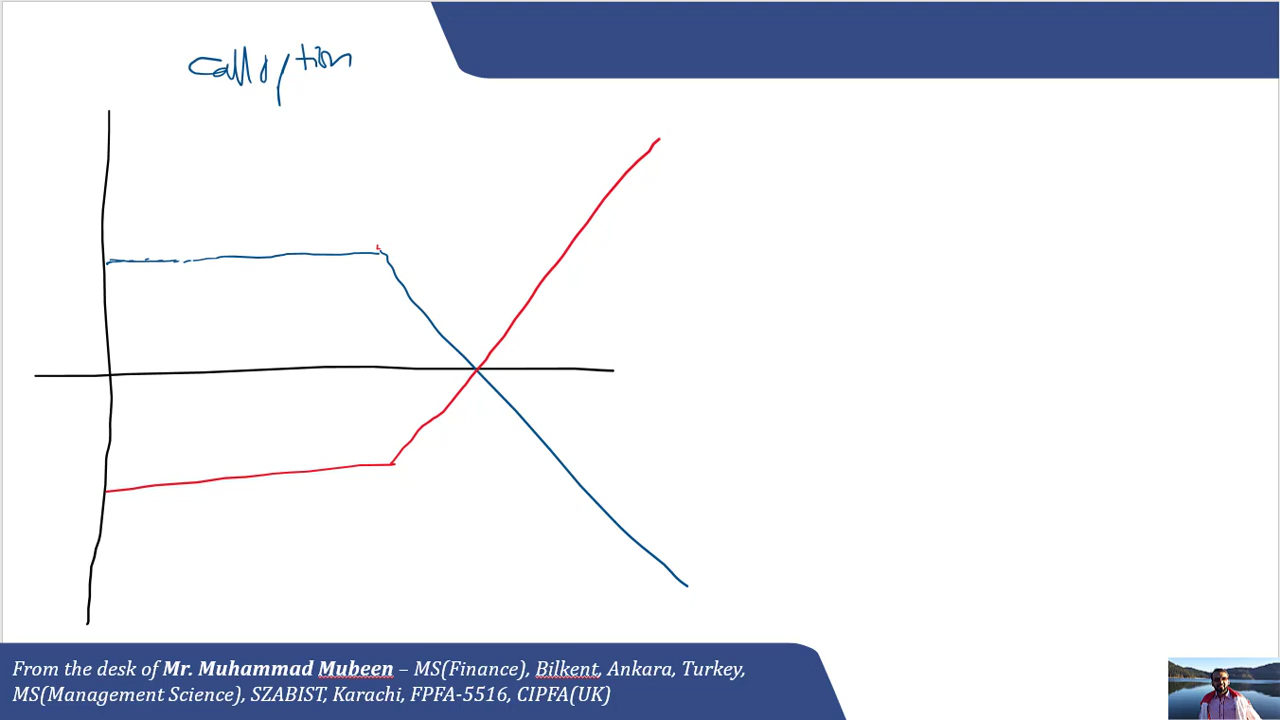 Call option
From the desk of Mr. Muhammad Mubeen – MS(Finance), Bilkent, Ankara, Turkey,
MS(Management Science), SZABIST, Karachi, FPFA-5516, CIPFA(UK)